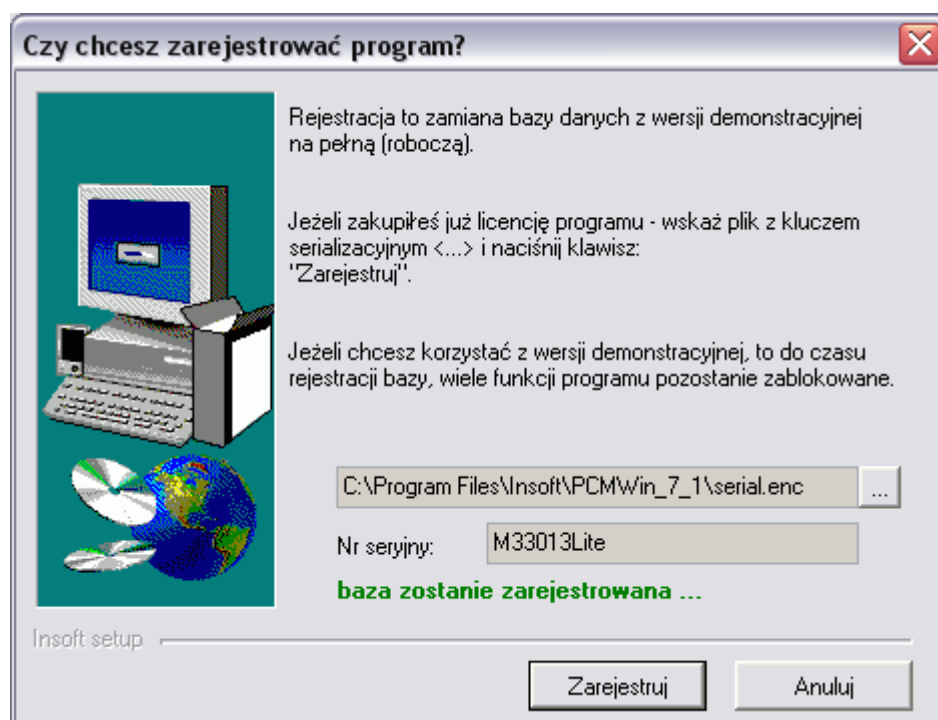 Czy chcesz zarejestrować program?
Rejestracja to zamiana bazy danych z wersji demonstracyjnej
na pełną (roboczą).
Jeżeli zakupiłeś już licencję programu - wskaż plik z kluczem
serializacyjnym <...> i naciśnij klawisz:
"Zarejestruj".
Jeżeli chcesz korzystać z wersji demonstracyjnej, to do czasu
rejestracji bazy, wiele funkcji programu pozostanie zablokowane.
C:\Program Files\Insoft\PCMWin_7_1\serial.enc ...
Nr seryjny: M33013Lite
baza zostanie zarejestrowana ...
Insoft setup
Zarejestruj Anuluj